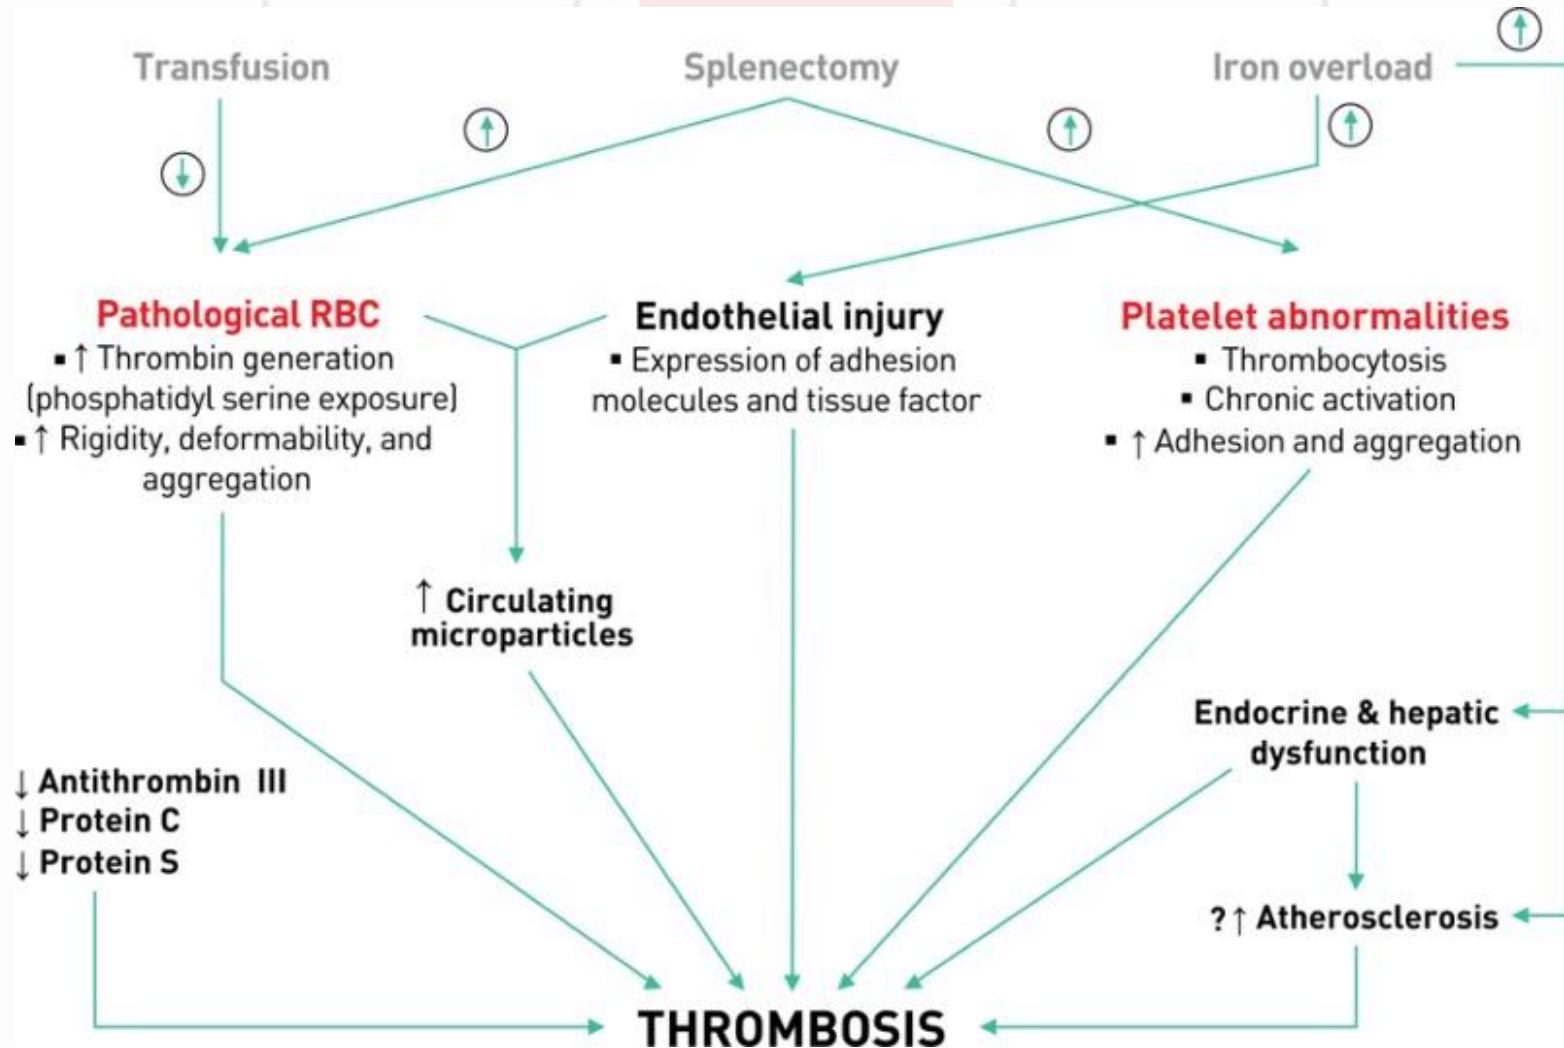 Transfusion
Splenectomy
Iron overload
Pathological RBC
▪ ↑ Thrombin generation
(phosphatidyl serine exposure)
▪ ↑ Rigidity, deformability, and
aggregation
Endothelial injury
▪ Expression of adhesion
molecules and tissue factor
Platelet abnormalities
▪ Thrombocytosis
▪ Chronic activation
▪ ↑ Adhesion and aggregation
↑ Circulating
microparticles
Endocrine & hepatic
dysfunction
↓ Antithrombin III
↓ Protein C
↓ Protein S
? ↑ Atherosclerosis
THROMBOSIS